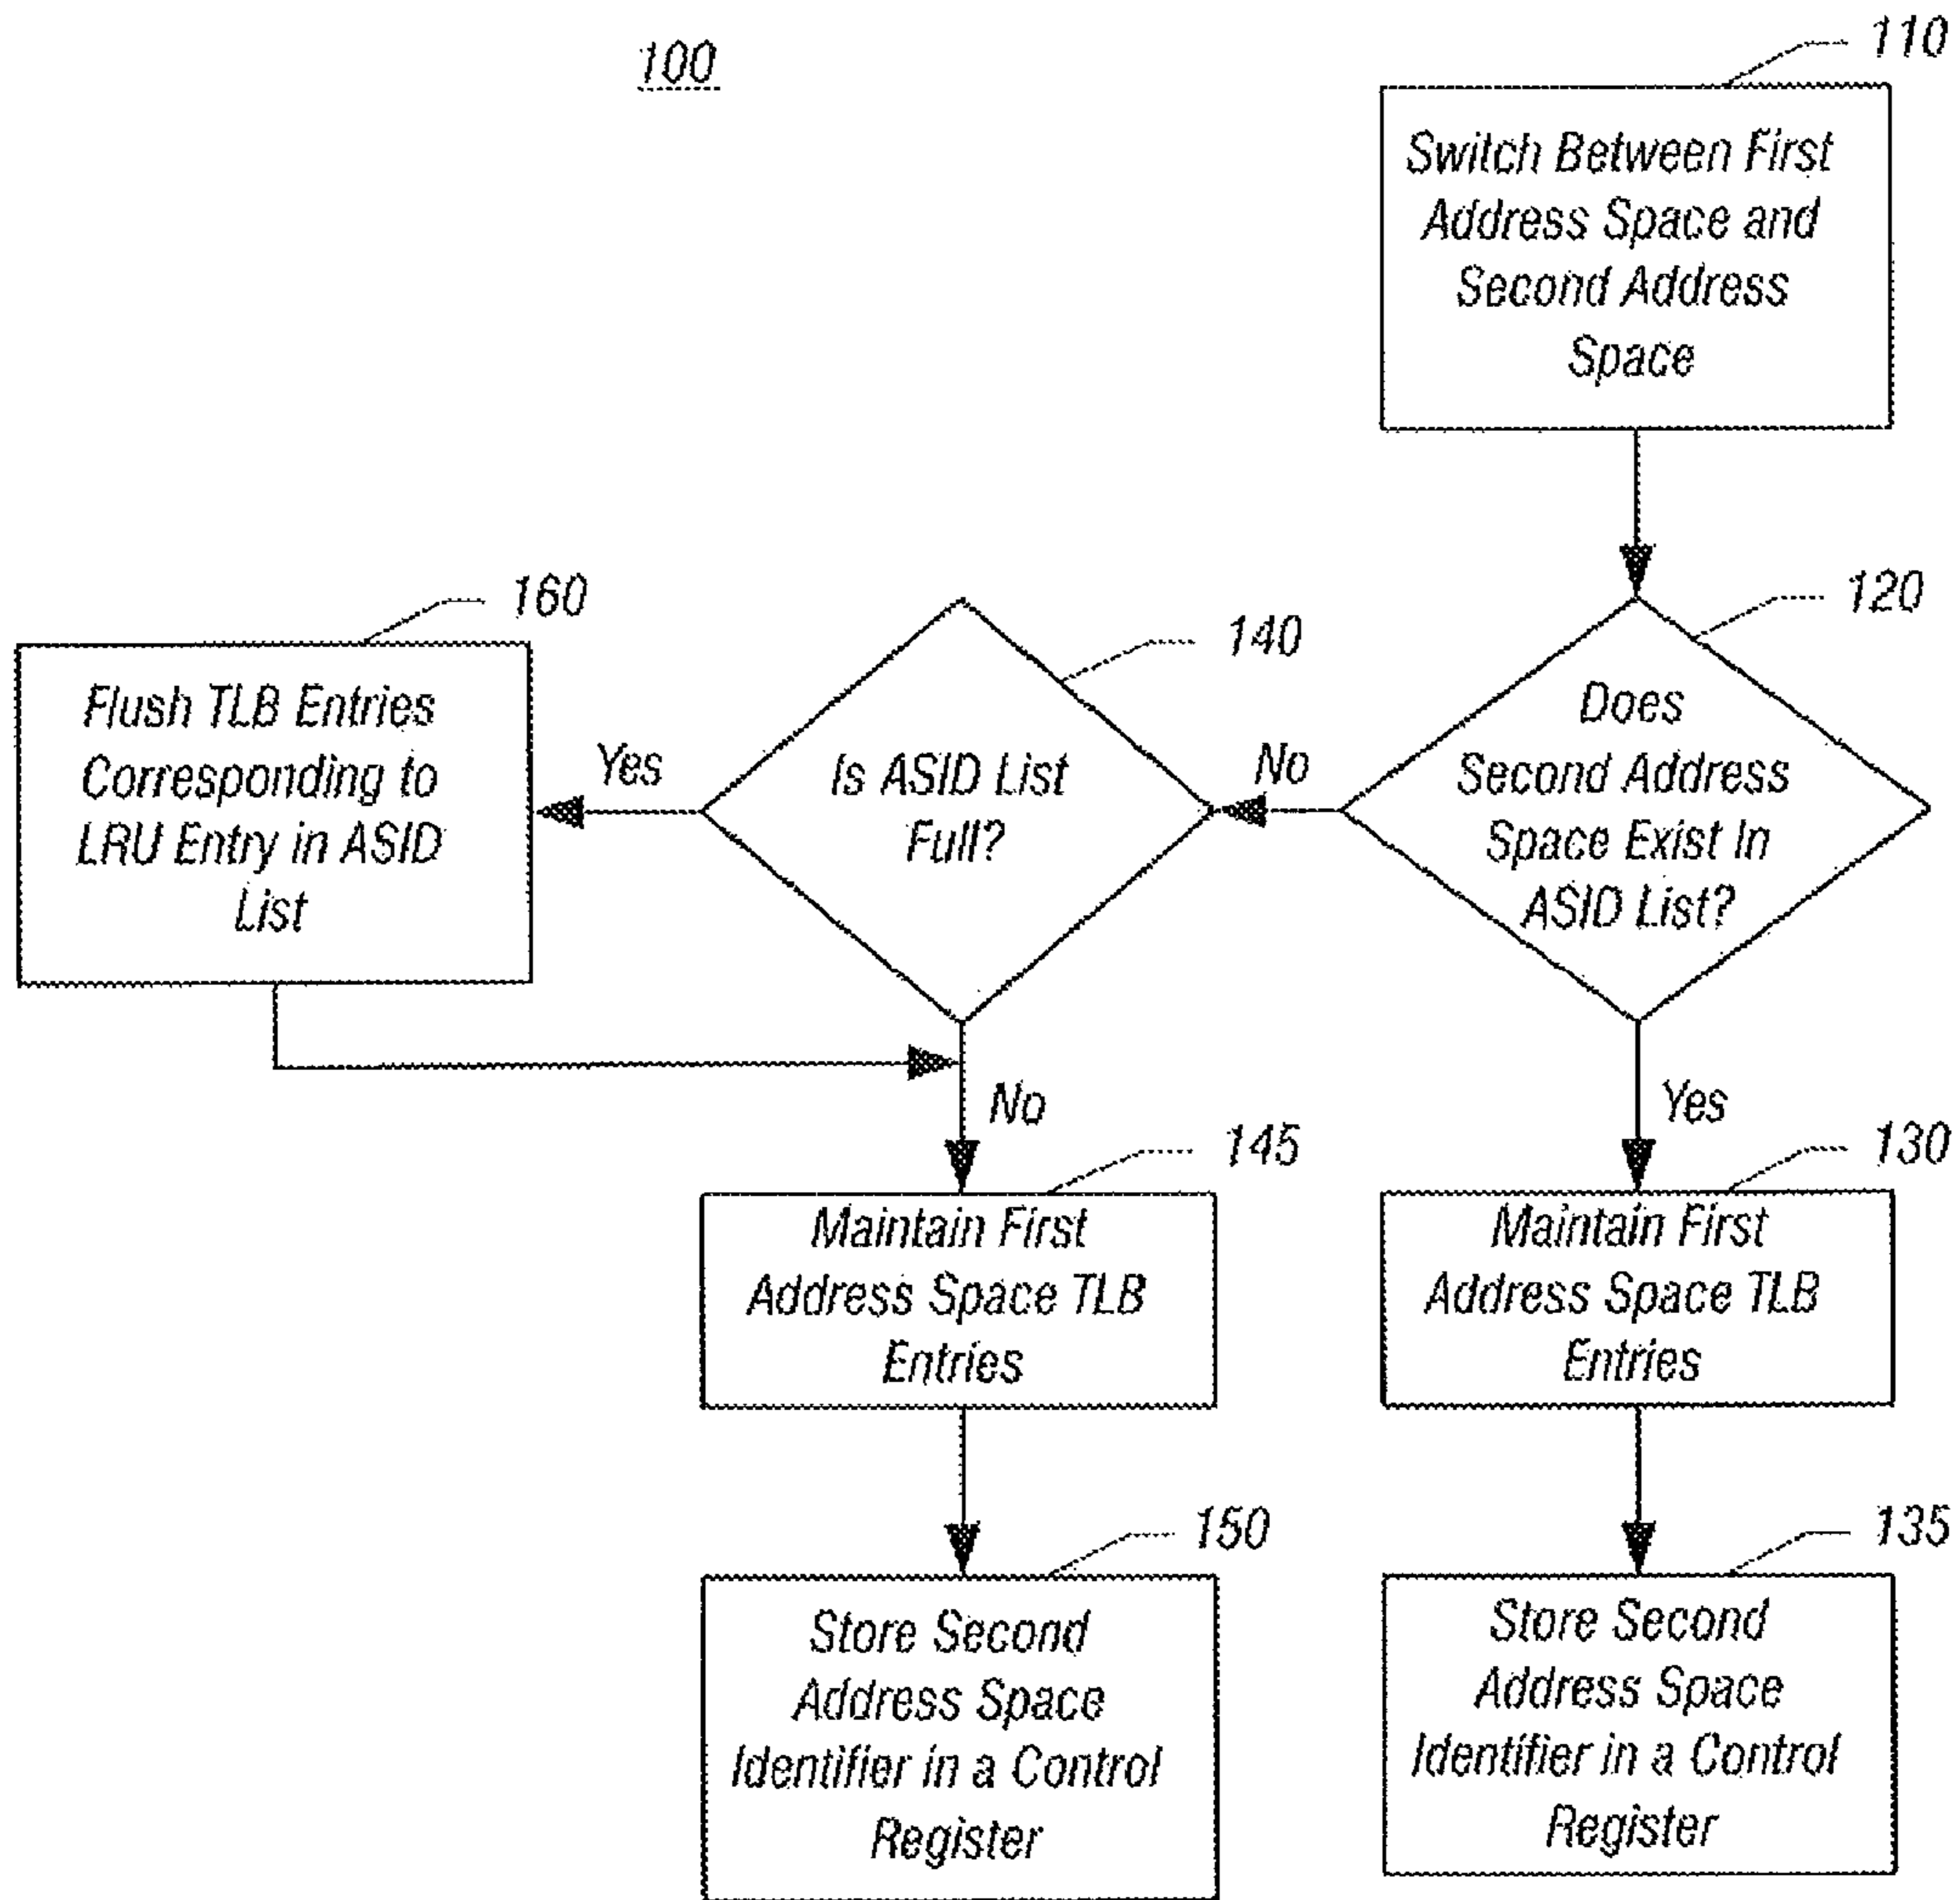 100
110
Switch Between First
Address Space and
Second Address
Space
120
Does
Second Address
Space Exist In
ASID List?
No
140
Is ASID List
Full?
Yes
160
Flush TLB Entries
Corresponding to
LRU Entry in ASID
List
No
Yes
145
Maintain First
Address Space TLB
Entries
130
Maintain First
Address Space TLB
Entries
150
Store Second
Address Space
Identifier in a Control
Register
135
Store Second
Address Space
Identifier in a Control
Register